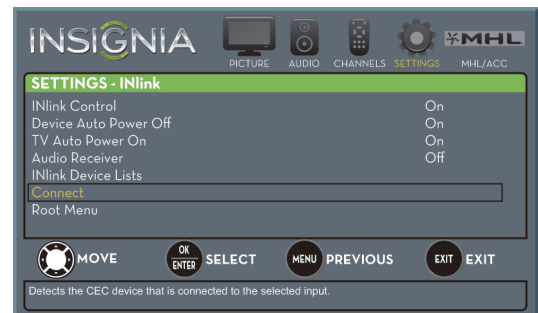 INSIGNIA
MHL
PICTURE AUDIO CHANNELS SETTINGS MHL/ACC
SETTINGS - INlink
INlink Control On
Device Auto Power Off On
TV Auto Power On On
Audio Receiver Off
INlink Device Lists
Connect
Root Menu
MOVE OK ENTER SELECT MENU PREVIOUS EXIT EXIT
Detects the CEC device that is connected to the selected input.